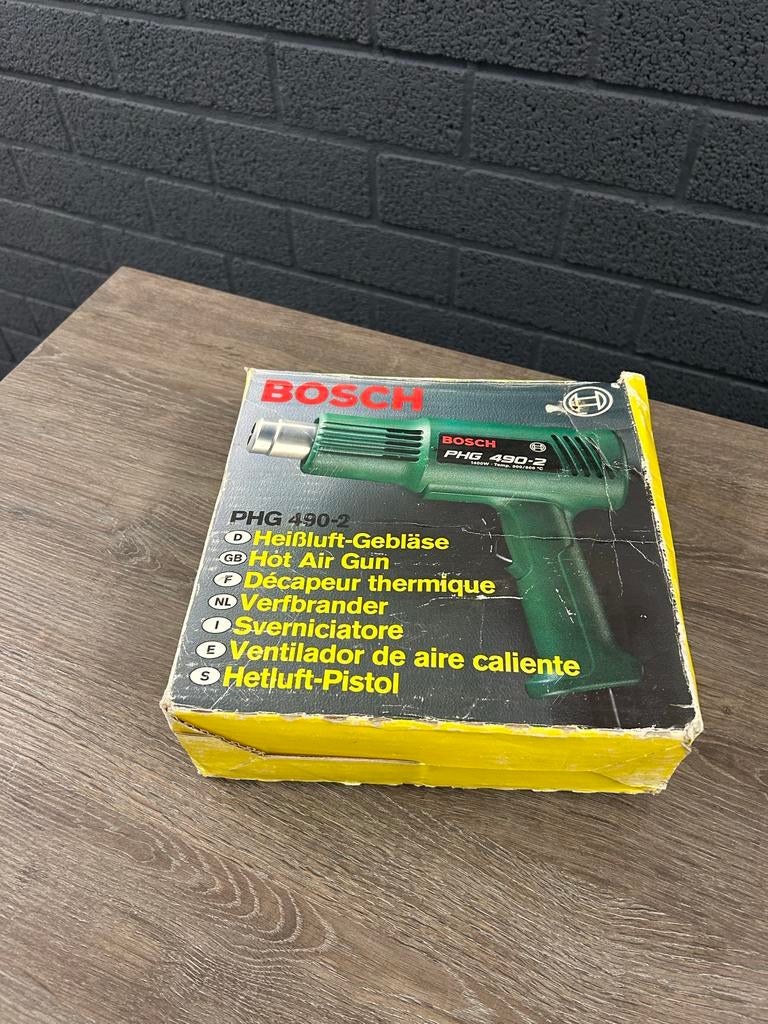 BOSCH
BOSCH
PHG 490-2
PHG 490-2
D Heißluft-Gebläse
GB Hot Air Gun
F Décapeur thermique
NL Verfbrander
I Sverniciatore
E Ventilador de aire caliente
S Hetluft-Pistol